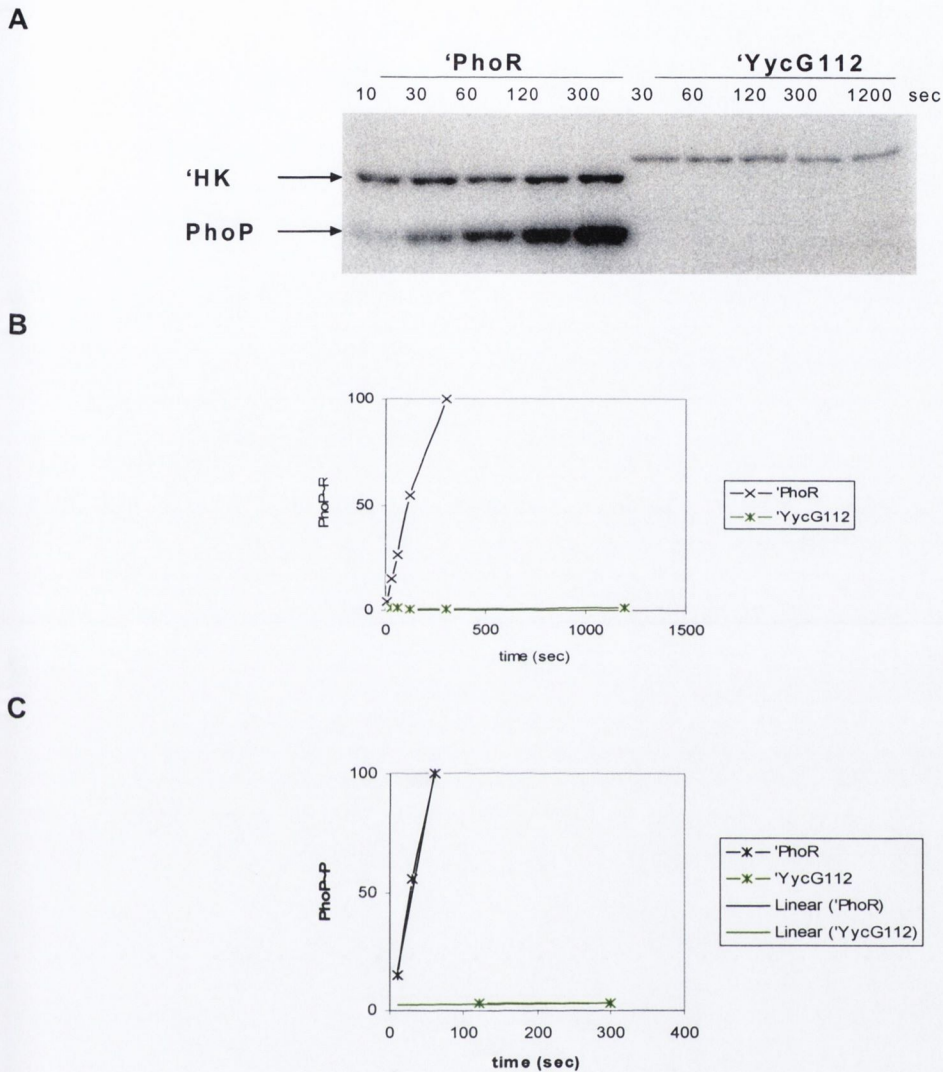 A
‘PhoR ‘YycG112
10 30 60 120 300 30 60 120 300 1200 sec
‘HK
PhoP
B
100
50
0
PhoP~R
0 500 1000 1500
time (sec)
'PhoR
'YycG112
C
100
50
0
PhoP~P
0 100 200 300 400
time (sec)
'PhoR
'YycG112
Linear ('PhoR)
Linear ('YycG112)